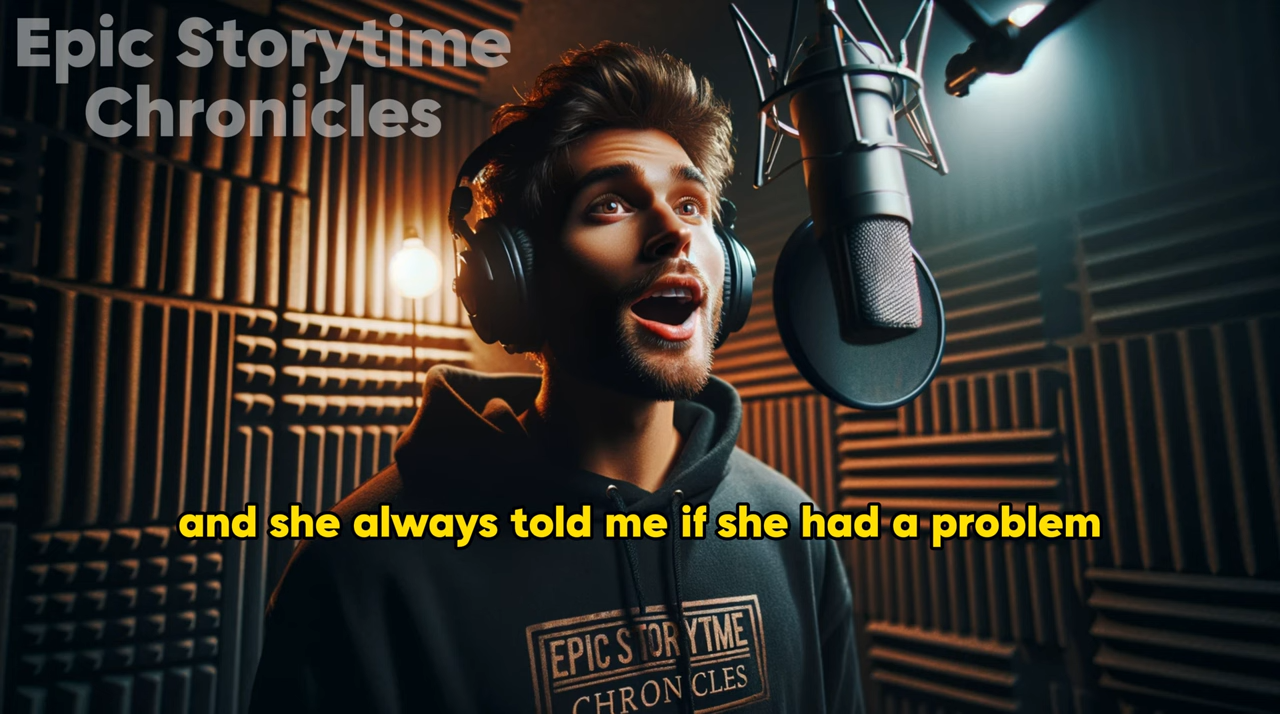 Epic Storytime
Chronicles
and she always told me if she had a problem
EPIC STORYTME
CHRONICLES